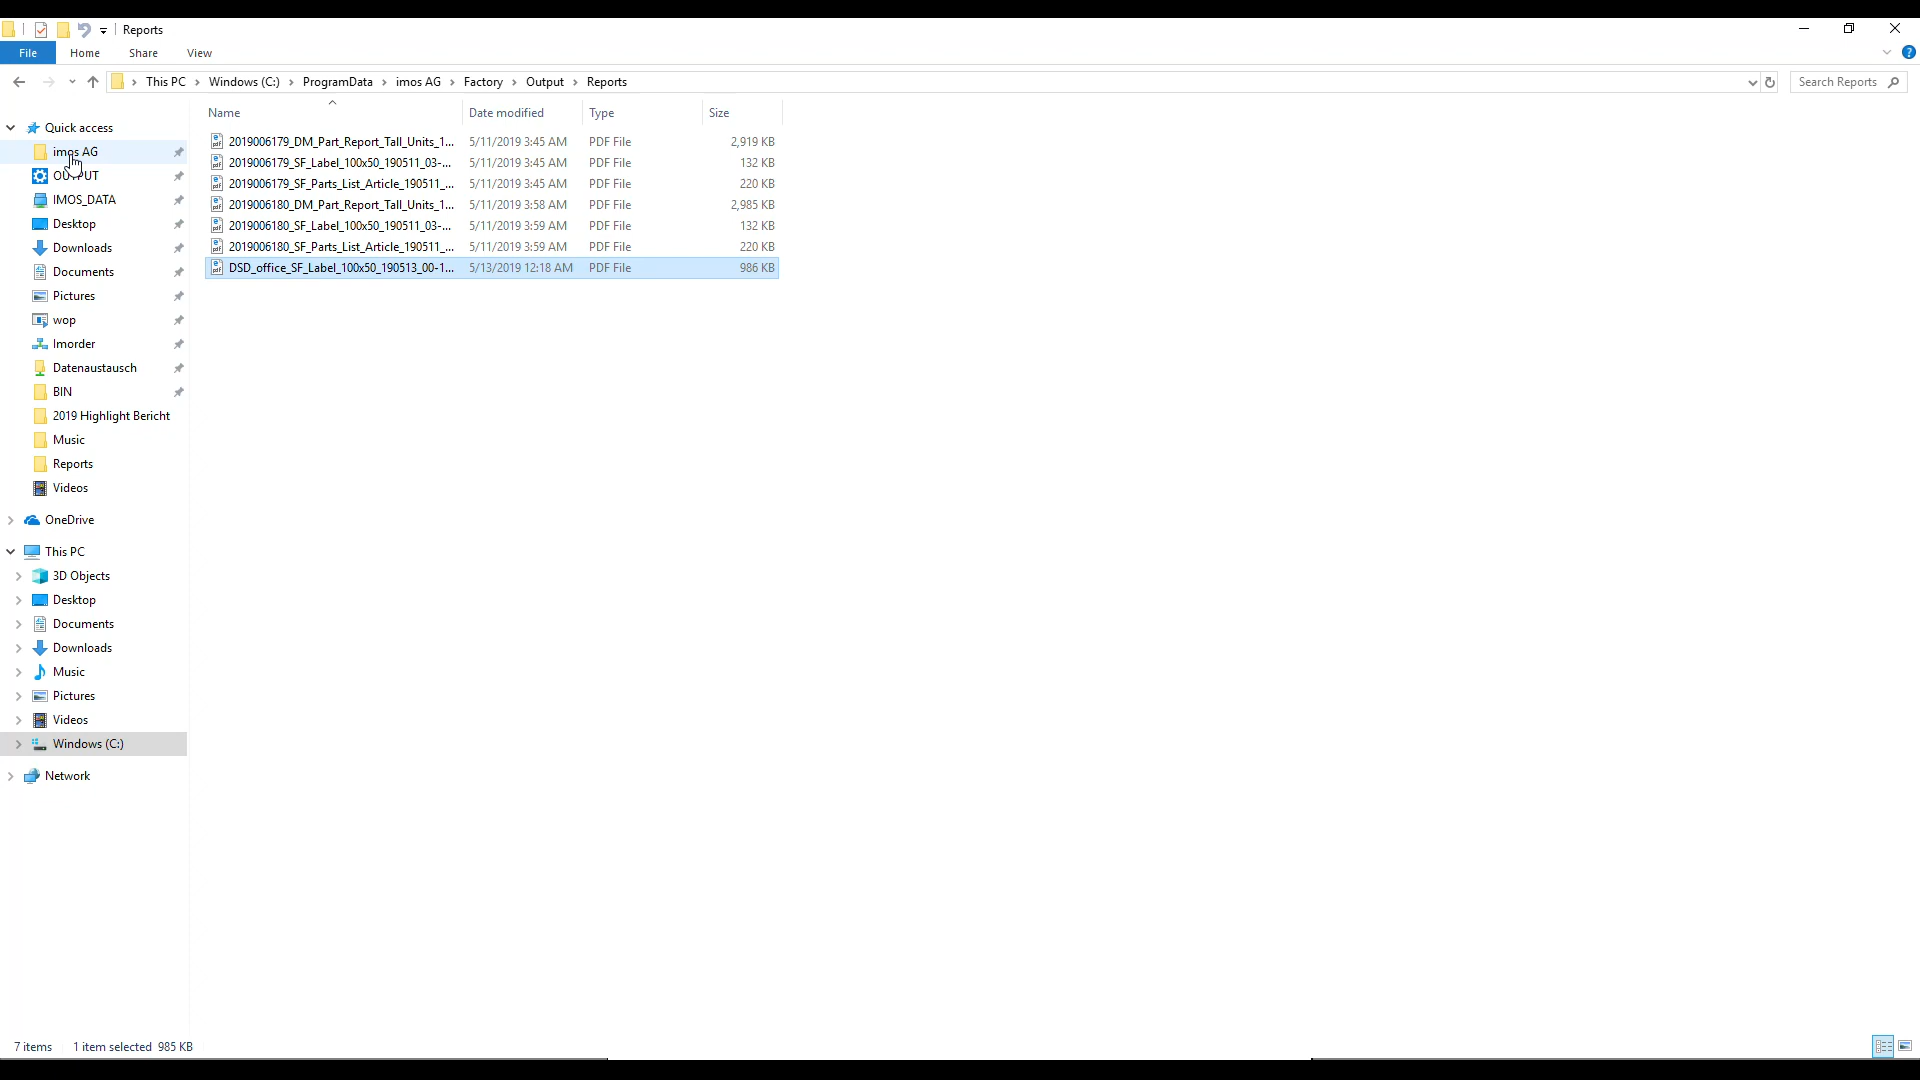 Reports
File Home Share View
This PC Windows (C:) ProgramData imos AG Factory Output Reports
Search Reports
Name Date modified Type Size
Quick access
imos AG
OUTPUT
IMOS_DATA
Desktop
Downloads
Documents
Pictures
wop
Imorder
Datenaustausch
BIN
2019 Highlight Bericht
Music
Reports
Videos
OneDrive
This PC
3D Objects
Desktop
Documents
Downloads
Music
Pictures
Videos
Windows (C:)
Network
2019006179_DM_Part_Report_Tall_Units_1... 5/11/2019 3:45 AM PDF File 2,919 KB
2019006179_SF_Label_100x50_190511_03-... 5/11/2019 3:45 AM PDF File 132 KB
2019006179_SF_Parts_List_Article_190511_... 5/11/2019 3:45 AM PDF File 220 KB
2019006180_DM_Part_Report_Tall_Units_1... 5/11/2019 3:58 AM PDF File 2,985 KB
2019006180_SF_Label_100x50_190511_03-... 5/11/2019 3:59 AM PDF File 132 KB
2019006180_SF_Parts_List_Article_190511_... 5/11/2019 3:59 AM PDF File 220 KB
DSD_office_SF_Label_100x50_190513_00-1... 5/13/2019 12:18 AM PDF File 986 KB
7 items 1 item selected 985 KB